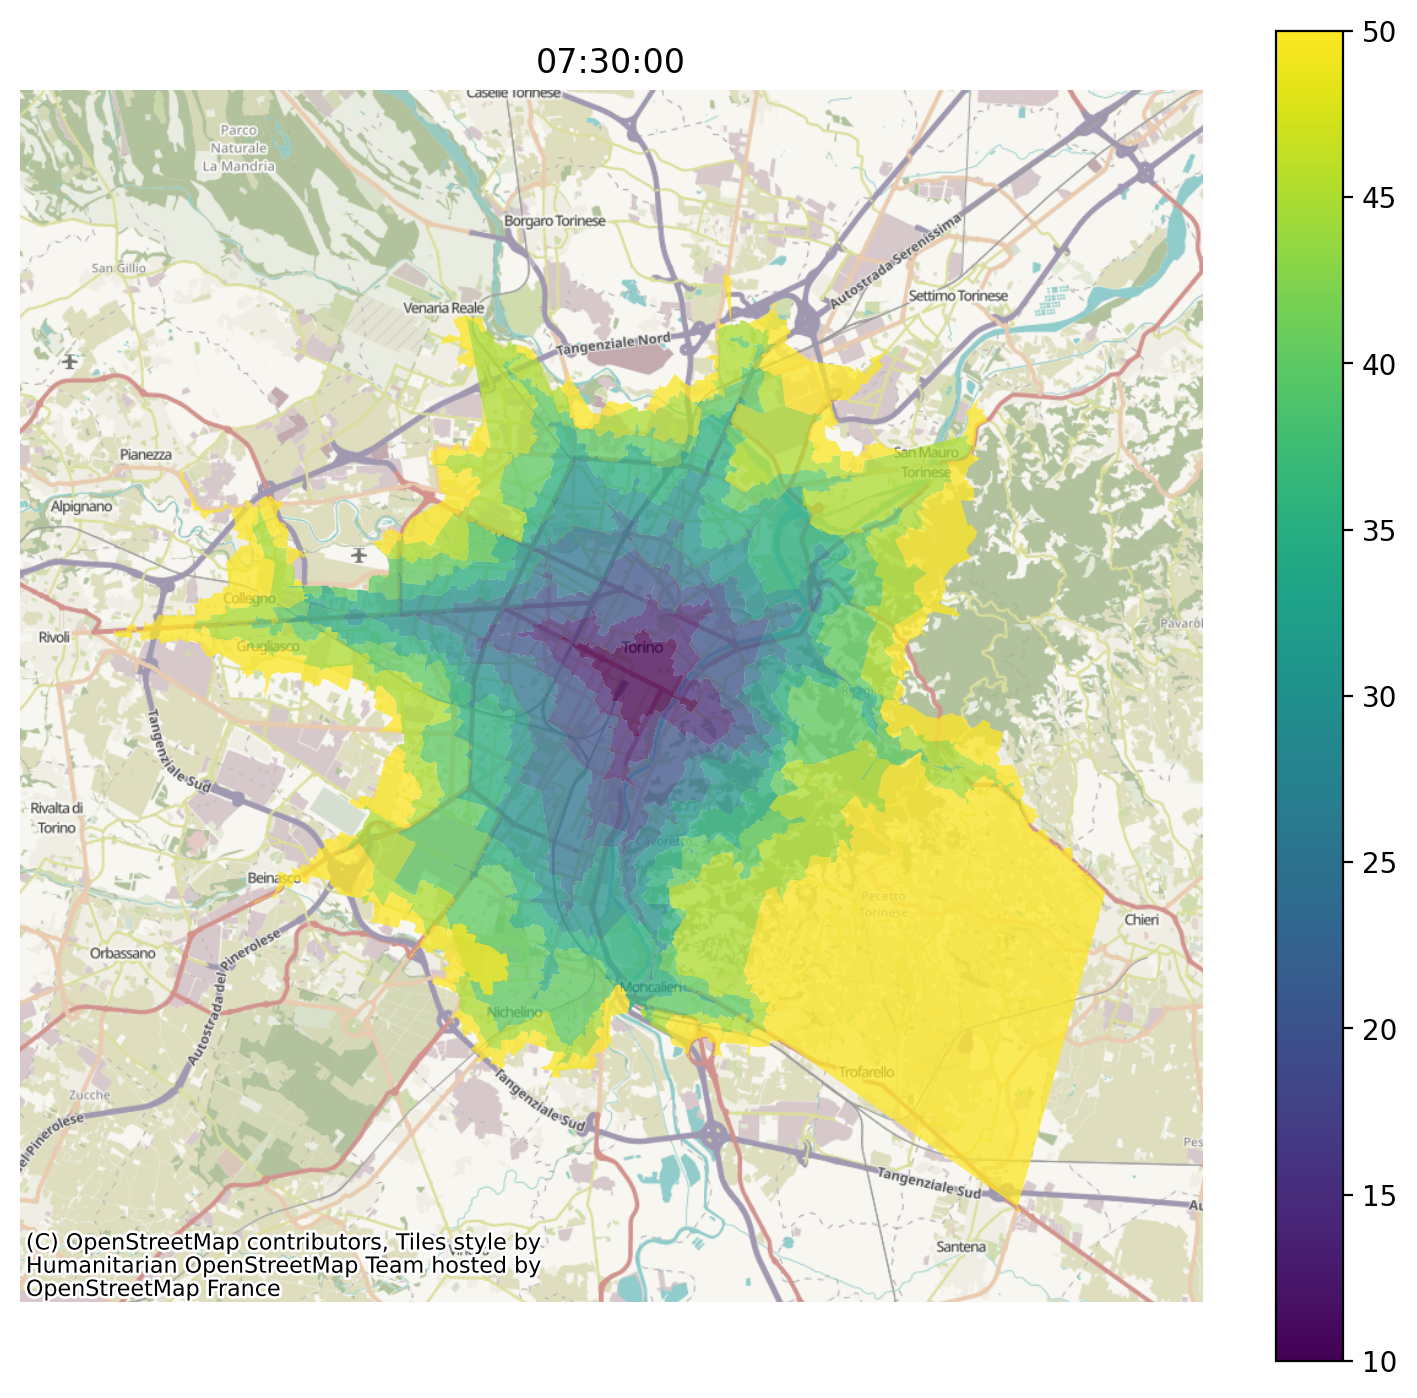 07:30:00
50
Caselle Torinese
Parco
Naturale
La Mandria
45
Borgaro Torinese
Autostrada Serenissima
San Gillio
Venaria Reale
Settimo Torinese
Tangenziale Nord
40
Pianezza
San Mauro
Torinese
Alpignano
35
Collegno
Rivoli
Grugliasco
Torino
Pavarol
30
Tangenziale Sud
Rivalta di
Torino
Cavoretto
25
Beinasco
Pecetto
Torinese
Chieri
Orbassano
Autostrada del Pinerolese
Moncalieri
Nichelino
20
Trofarello
Zucche
Tangenziale Sud
el Pinerolese
Pes
15
Tangenziale Sud
Au
Santena
(C) OpenStreetMap contributors, Tiles style by
Humanitarian OpenStreetMap Team hosted by
OpenStreetMap France
10